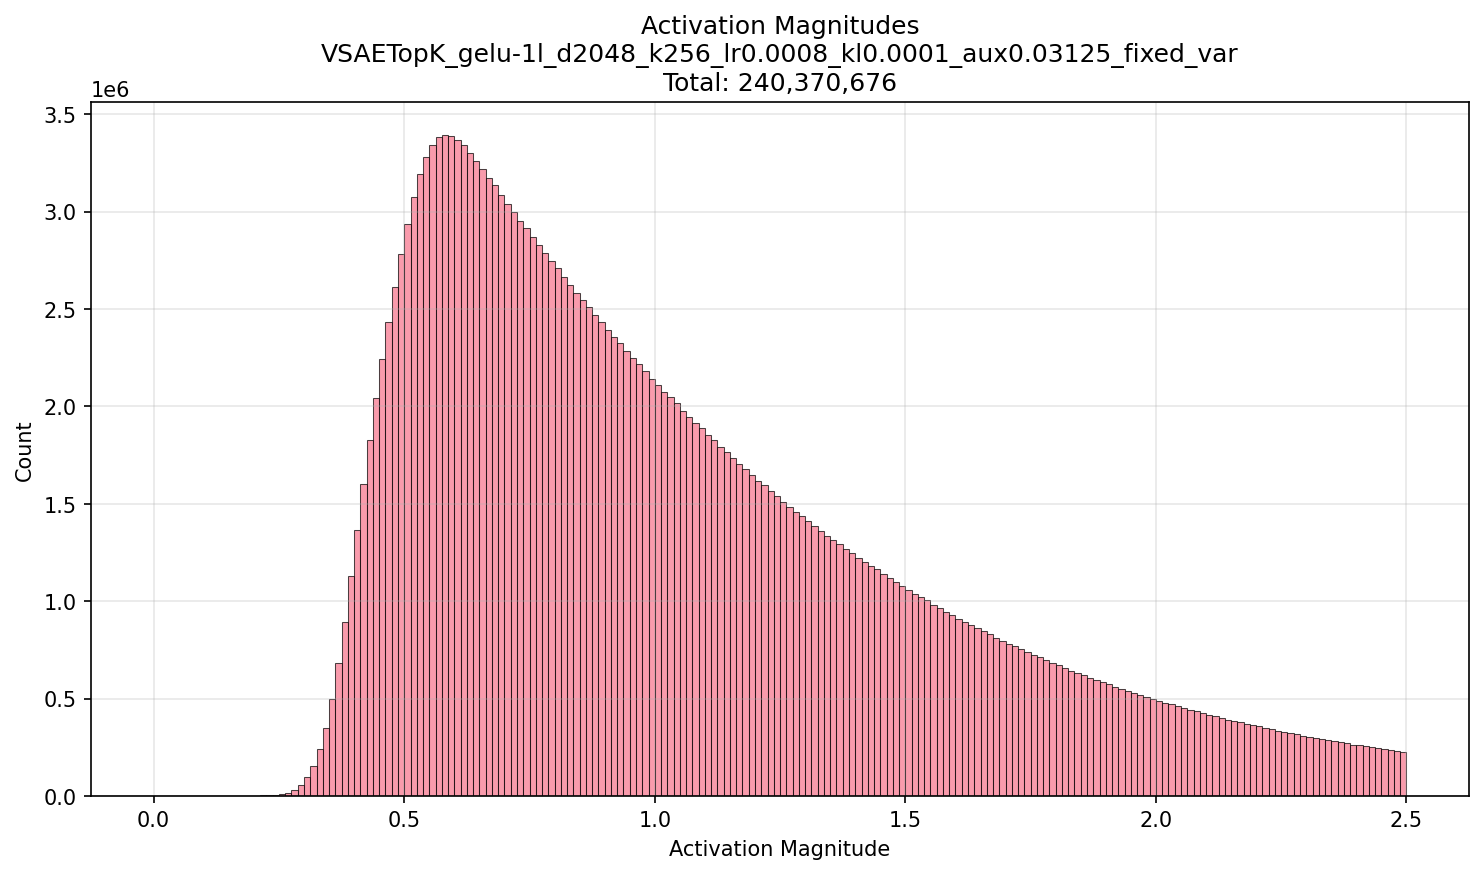 Activation Magnitudes
VSAETopK_gelu-1l_d2048_k256_lr0.0008_kl0.0001_aux0.03125_fixed_var
Total: 240,370,676
1e6
3.5
3.0
2.5
2.0
1.5
1.0
0.5
0.0
Count
0.0 0.5 1.0 1.5 2.0 2.5
Activation Magnitude